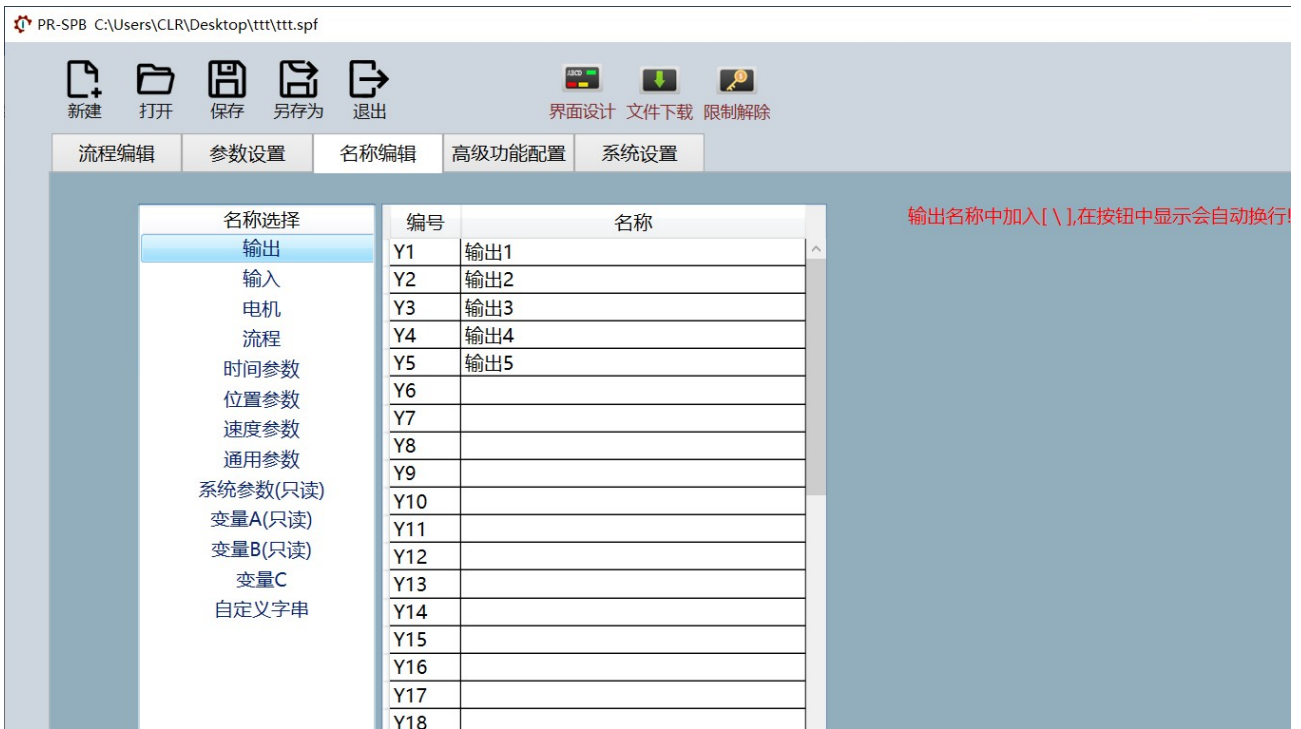 PR-SPB C:\Users\CLR\Desktop\ttt\ttt.spf
新建 打开 保存 另存为 退出 界面设计 文件下载 限制解除
流程编辑 参数设置 名称编辑 高级功能配置 系统设置
名称选择
输出
输入
电机
流程
时间参数
位置参数
速度参数
通用参数
系统参数(只读)
变量A(只读)
变量B(只读)
变量C
自定义字串
编号 名称
Y1 输出1
Y2 输出2
Y3 输出3
Y4 输出4
Y5 输出5
Y6
Y7
Y8
Y9
Y10
Y11
Y12
Y13
Y14
Y15
Y16
Y17
Y18
输出名称中加入[ \ ],在按钮中显示会自动换行!